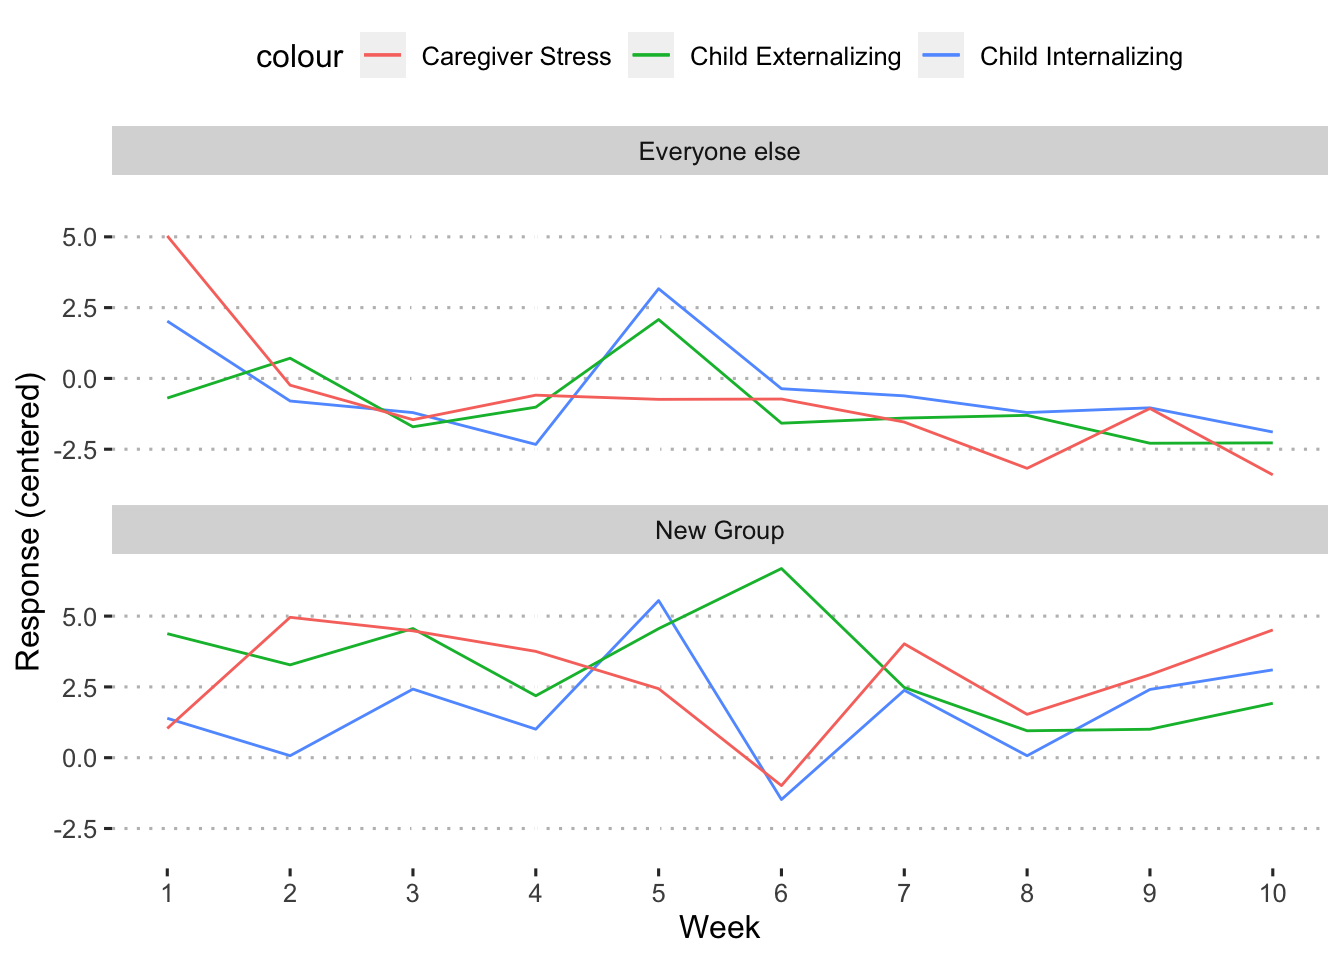 colour Caregiver Stress Child Externalizing Child Internalizing
Everyone else
5.0
2.5
0.0
-2.5
New Group
5.0
2.5
0.0
-2.5
Response (centered)
1 2 3 4 5 6 7 8 9 10
Week